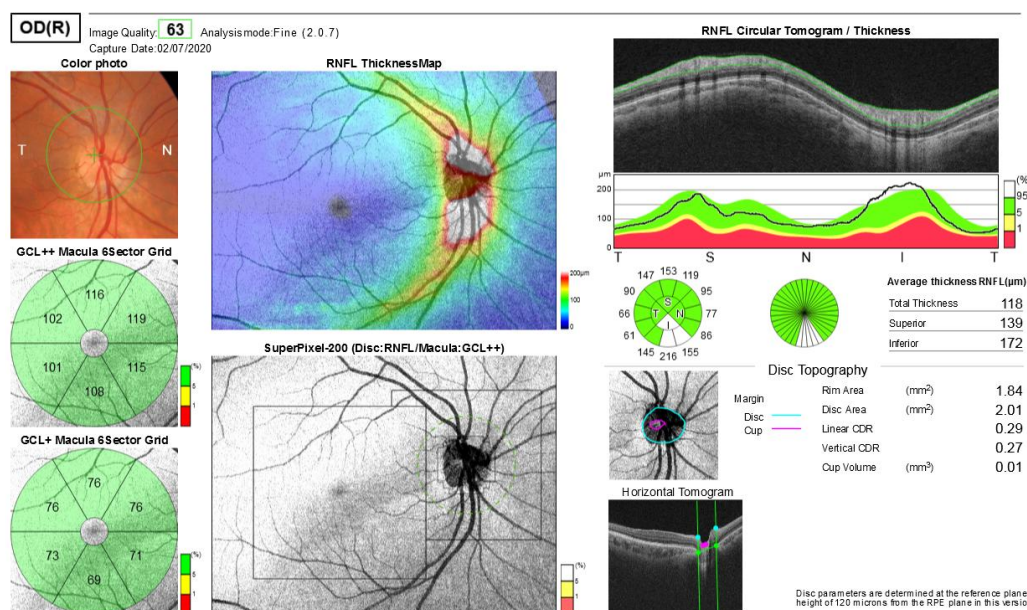 OD(R)
Image Quality: 63 Analysis mode: Fine (2.0.7)
Capture Date: 02/07/2020
Color photo
T
N
GCL++ Macula 6Sector Grid
116
102
119
101
115
108
(%)
5
1
GCL+ Macula 6Sector Grid
76
76
76
73
71
69
(%)
5
1
RNFL ThicknessMap
200µm
100
0
SuperPixel-200 (Disc:RNFL/Macula:GCL++)
(%)
5
1
RNFL Circular Tomogram / Thickness
µm
200
100
0
T S N I T
(%)
95
5
1
147 153 119
90 95
66 77
61 86
145 216 155
S
T N
I
Average thickness RNFL(µm)
Total Thickness 118
Superior 139
Inferior 172
Disc Topography
Margin
Disc
Cup
Rim Area (mm²) 1.84
Disc Area (mm²) 2.01
Linear CDR 0.29
Vertical CDR 0.27
Cup Volume (mm³) 0.01
Horizontal Tomogram
Disc parameters are determined at the reference plane
height of 120 microns from the RPE plane in this versio